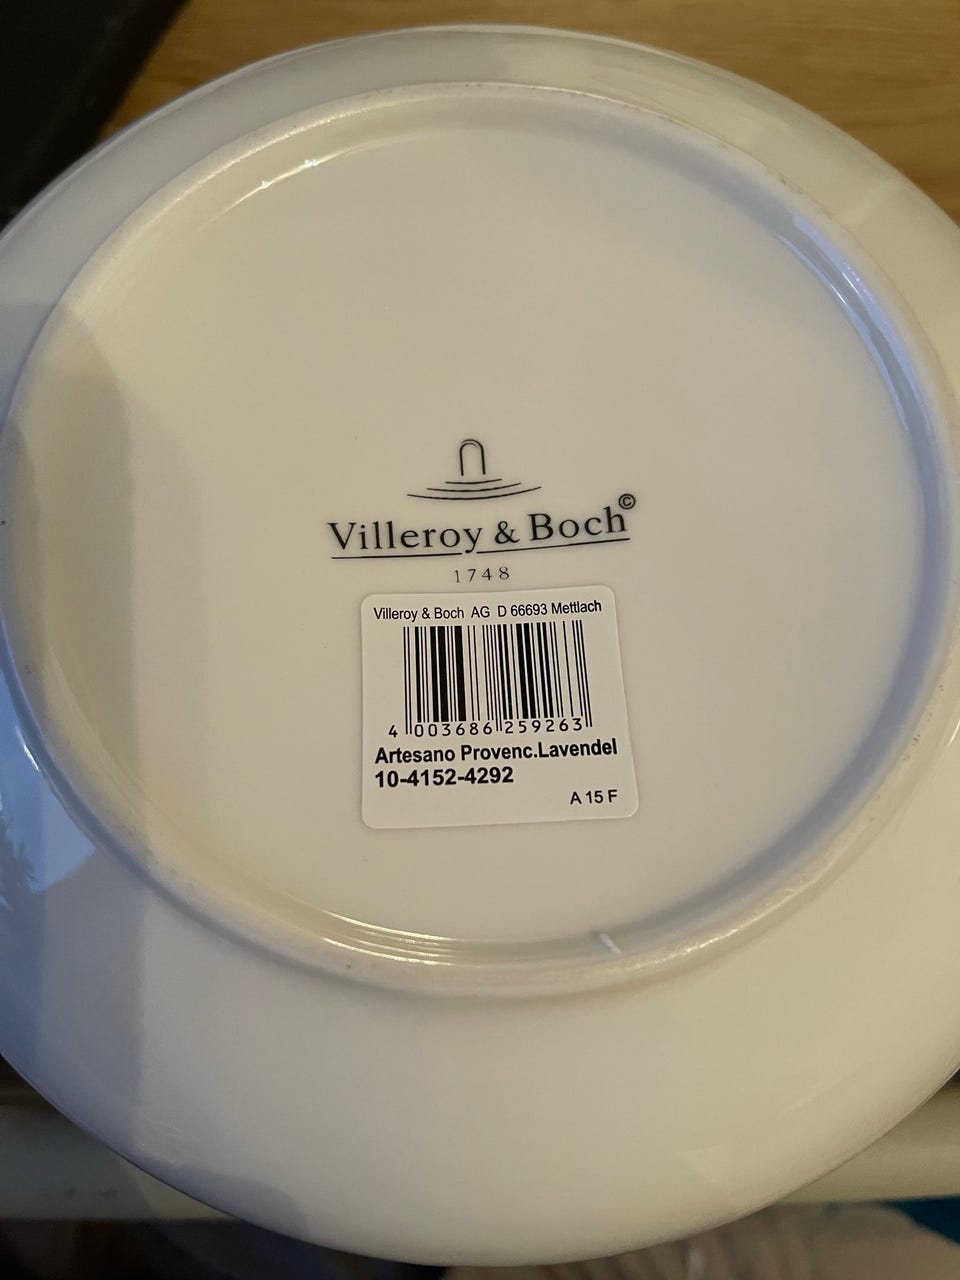 Villeroy & Boch©
1748
Villeroy & Boch AG D 66693 Mettlach
4 003686 259263
Artesano Provenc.Lavendel
10-4152-4292
A 15 F